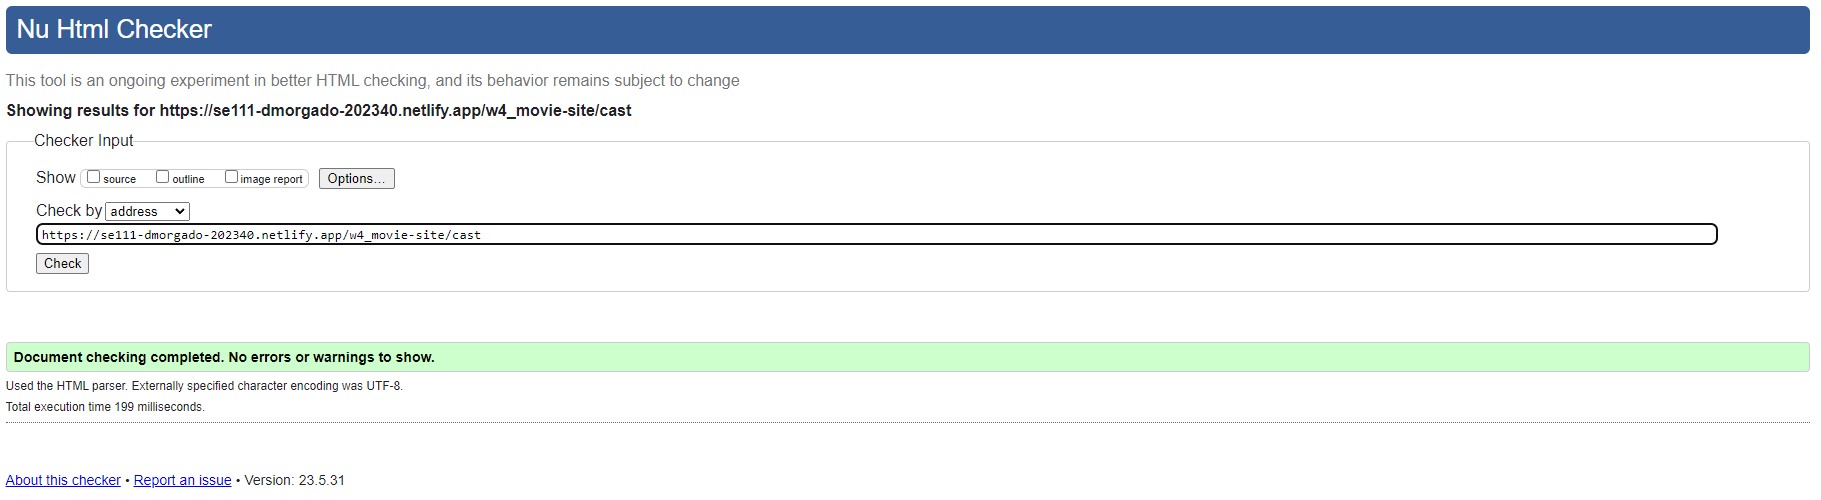 Nu Html Checker
This tool is an ongoing experiment in better HTML checking, and its behavior remains subject to change
Showing results for https://se111-dmorgado-202340.netlify.app/w4_movie-site/cast
Checker Input
Show source outline image report Options...
Check by address
https://se111-dmorgado-202340.netlify.app/w4_movie-site/cast
Check
Document checking completed. No errors or warnings to show.
Used the HTML parser. Externally specified character encoding was UTF-8.
Total execution time 199 milliseconds.
About this checker • Report an issue • Version: 23.5.31